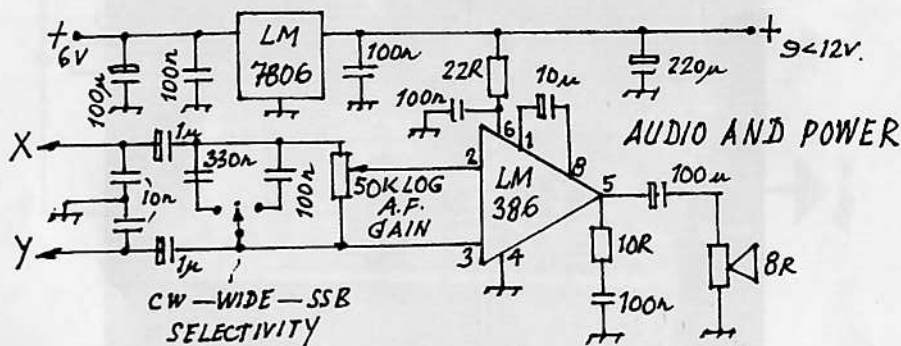 +
6V
100µ
100n
LM
7806
100n
22R
100n
10µ
220µ
+
9<12V.
AUDIO AND POWER
X
1µ
330n
100n
10n
Y
1µ
50K LOG
A.F.
GAIN
2
3
6
1
8
5
4
LM
386
100µ
10R
100n
8R
CW—WIDE—SSB
SELECTIVITY